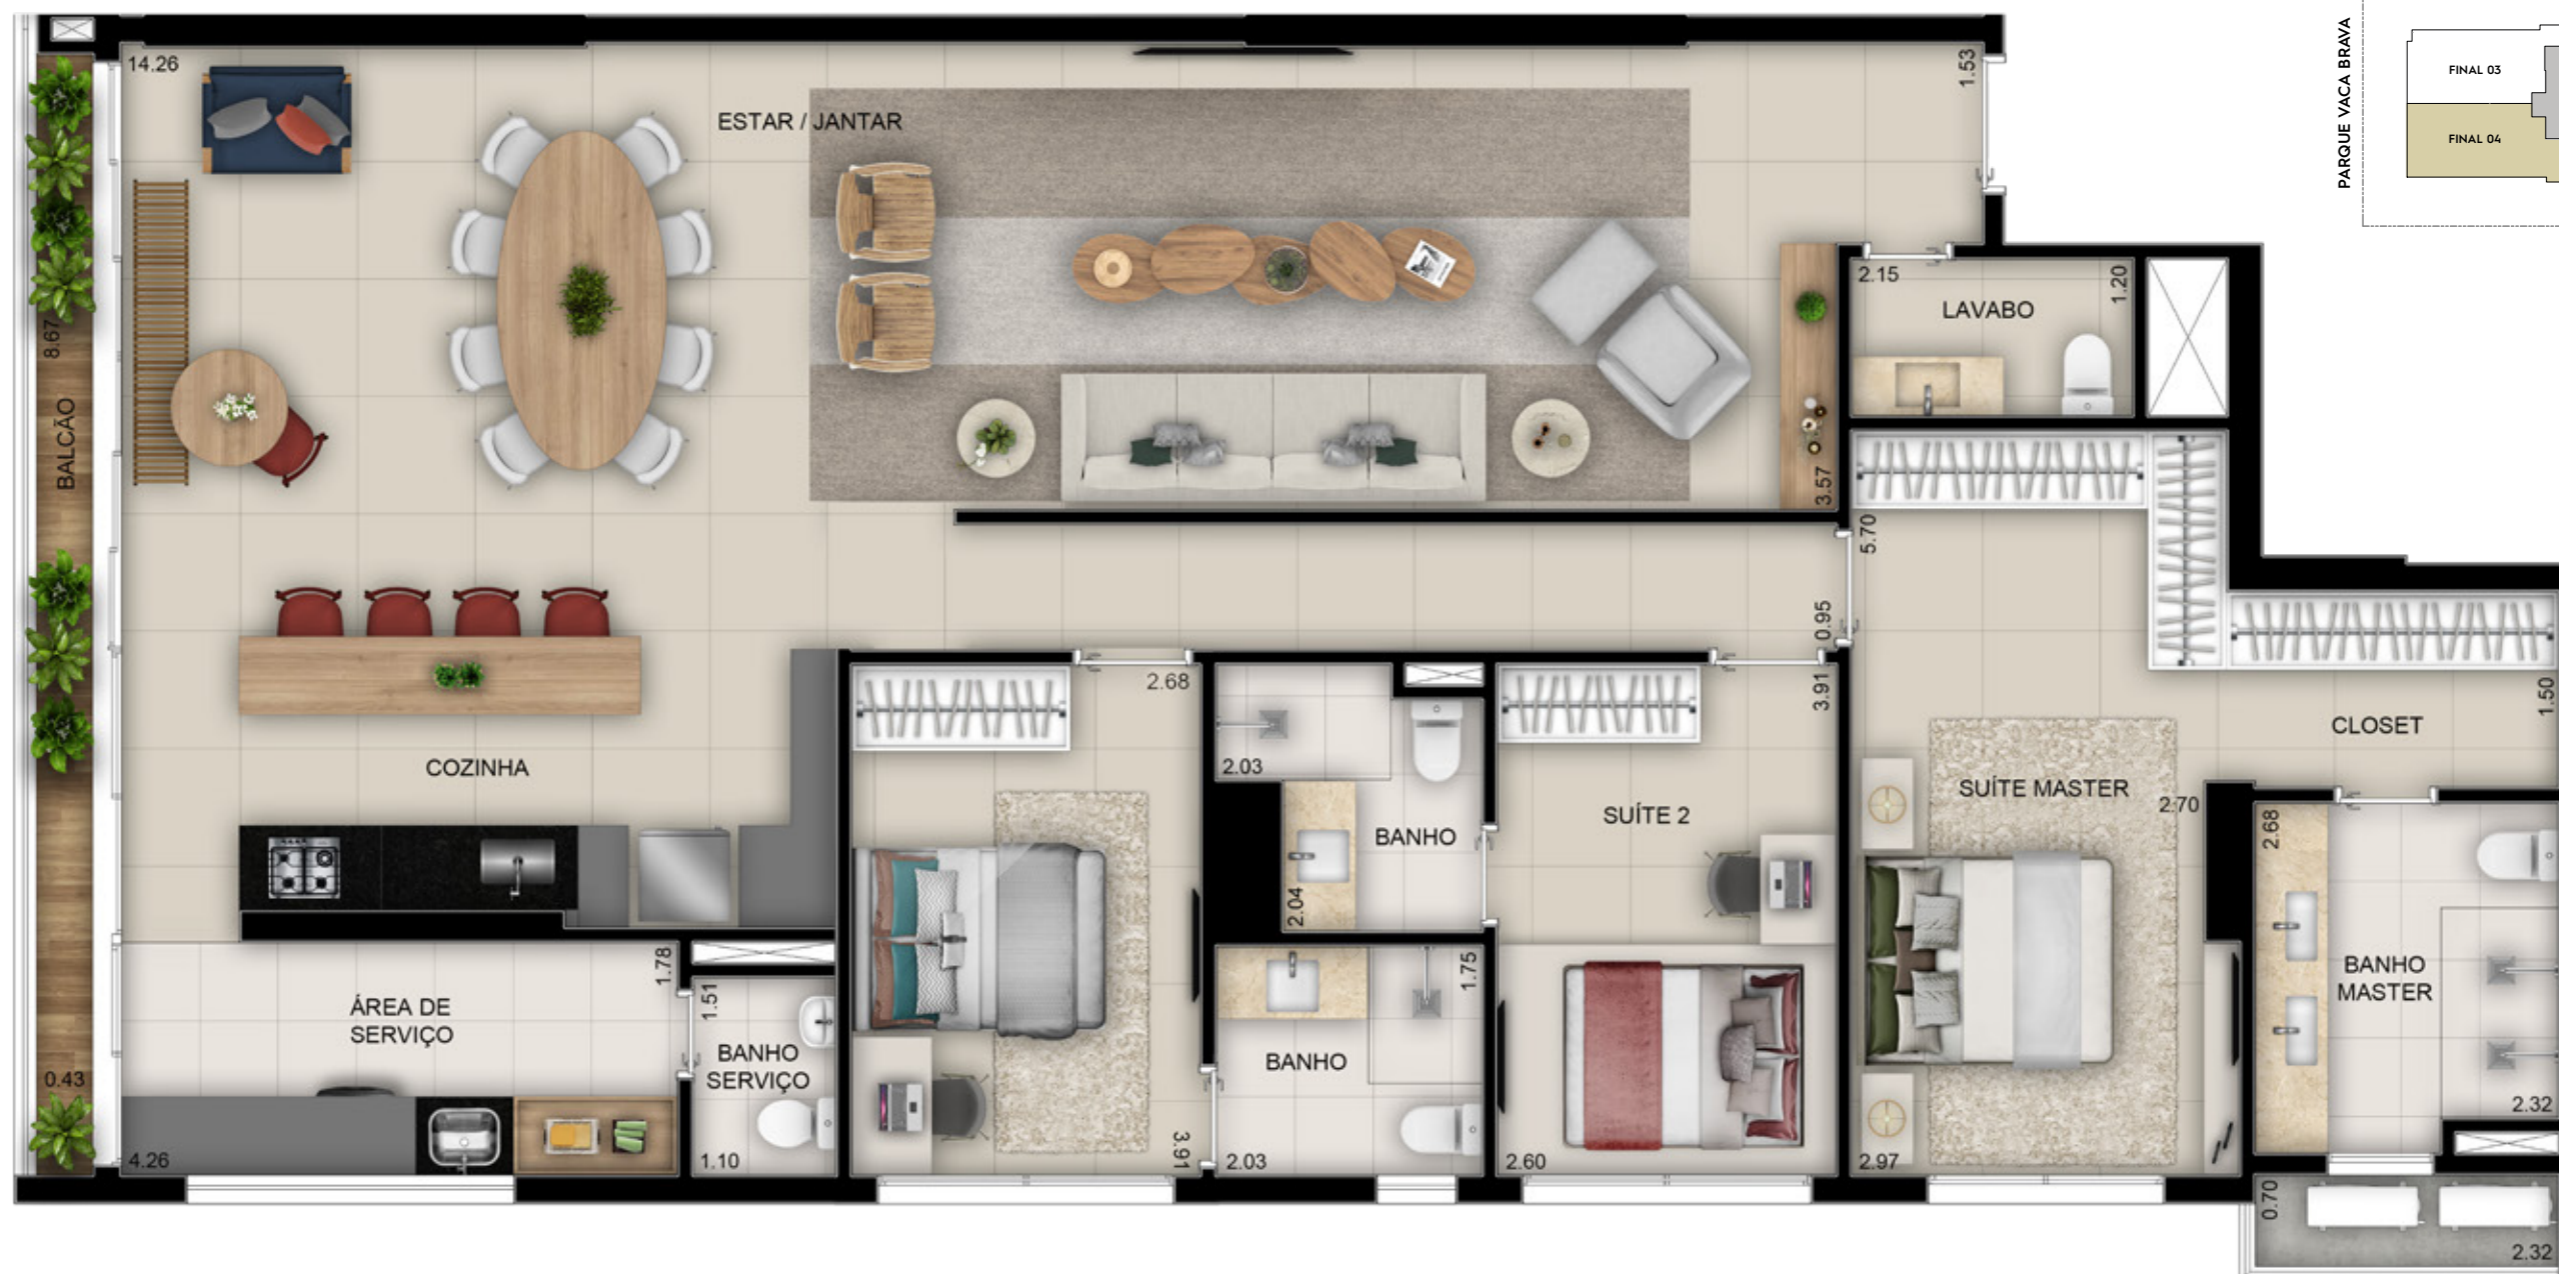 14.26
ESTAR / JANTAR
1.53
PARQUE VACA BRAVA
FINAL 03
FINAL 04
2.15
1.20
LAVABO
8.67
BALCÃO
3.57
5.70
0.95
2.68
3.91
1.50
CLOSET
COZINHA
2.03
BANHO
2.04
SUÍTE 2
SUÍTE MASTER
2.70
2.68
1.78
1.51
ÁREA DE
SERVIÇO
BANHO
SERVIÇO
1.75
BANHO
BANHO
MASTER
0.43
4.26
1.10
3.91
2.03
2.60
2.97
2.32
0.70
2.32